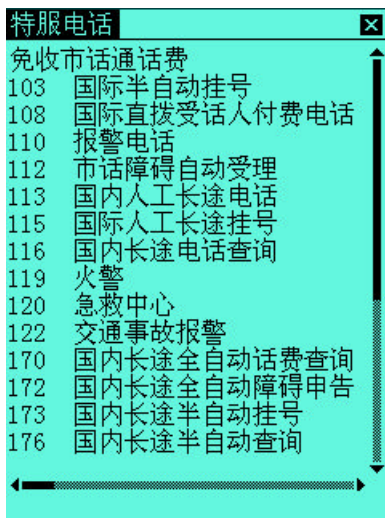 特服电话
免收市话通话费
103 国际半自动挂号
108 国际直拨受话人付费电话
110 报警电话
112 市话障碍自动受理
113 国内人工长途电话
115 国际人工长途挂号
116 国内长途电话查询
119 火警
120 急救中心
122 交通事故报警
170 国内长途全自动话费查询
172 国内长途全自动障碍申告
173 国内长途半自动挂号
176 国内长途半自动查询